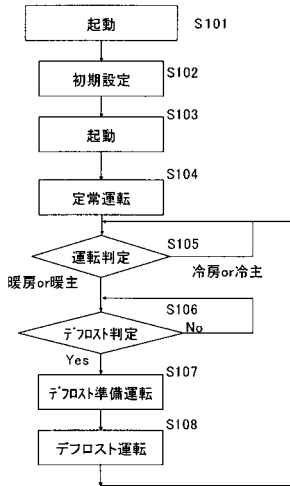 起動 S101
初期設定 S102
起動 S103
定常運転 S104
運転判定 S105
冷房or冷主
暖房or暖主
デフロスト判定 S106
No
Yes
デフロスト準備運転 S107
デフロスト運転 S108